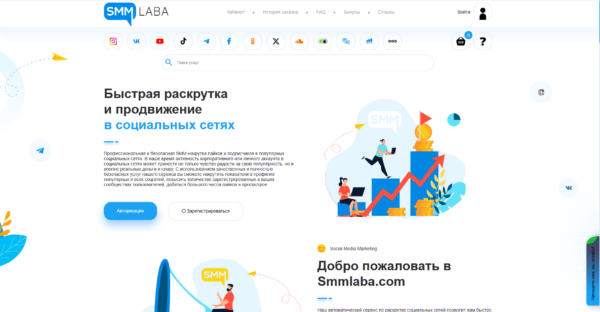 SMM LABA
Кабинет
История заказов
FAQ
Бонусы
Отзывы
Войти
0
?
Поиск услуг
Быстрая раскрутка
и продвижение
в социальных сетях
Профессиональная и безопасная SMM накрутка лайков и подписчиков в популярных
социальных сетях. В наше время активность корпоративного или личного аккаунта в
социальных сетях может принести не только чувство радости за свою популярность, но и
вполне реальные деньги и славу. С использованием качественных и полностью
безопасных услуг нашего сервиса вы сможете накрутить показатели в профилях
популярных и всех соцсетей, повысить количество зарегистрированных в ваших
сообществах пользователей, добиться большого числа лайков и просмотров
Авторизация
Зарегистрироваться
SMM
SMM
Social Media Marketing
Добро пожаловать в
Smmlaba.com
Наш автоматический сервис по раскрутке социальных сетей позволит вам быстро